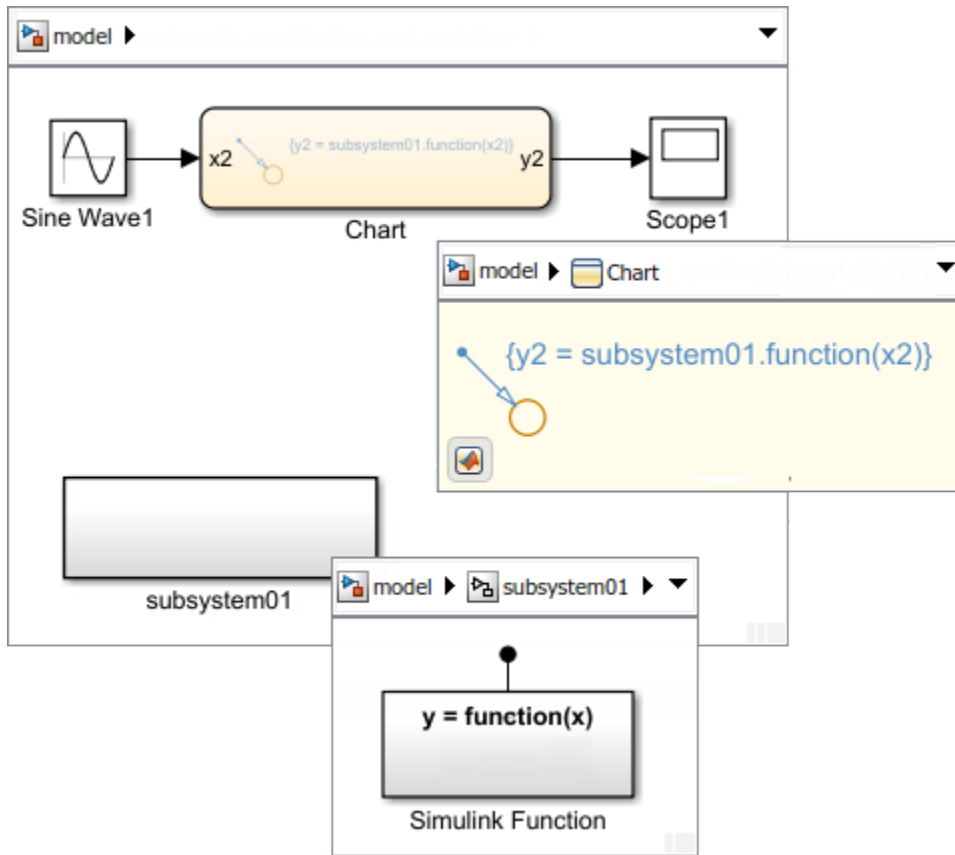 model
x2
{y2 = subsystem01.function(x2)}
y2
Sine Wave1
Chart
Scope1
model
Chart
{y2 = subsystem01.function(x2)}
subsystem01
model
subsystem01
y = function(x)
Simulink Function